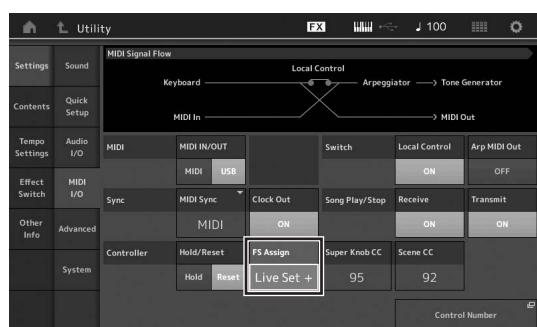 Utility
FX
♩ 100
Settings
Sound
MIDI Signal Flow
Local Control
Keyboard
Arpeggiator
Tone Generator
MIDI In
MIDI Out
Contents
Quick
Setup
Tempo
Settings
Audio
I/O
MIDI
MIDI IN/OUT
MIDI
USB
Switch
Local Control
ON
Arp MIDI Out
OFF
Effect
Switch
MIDI
I/O
Sync
MIDI Sync
MIDI
Clock Out
ON
Song Play/Stop
Receive
ON
Transmit
ON
Other
Info
Advanced
Controller
Hold/Reset
Hold
Reset
FS Assign
Live Set +
Super Knob CC
95
Scene CC
92
System
Control Number